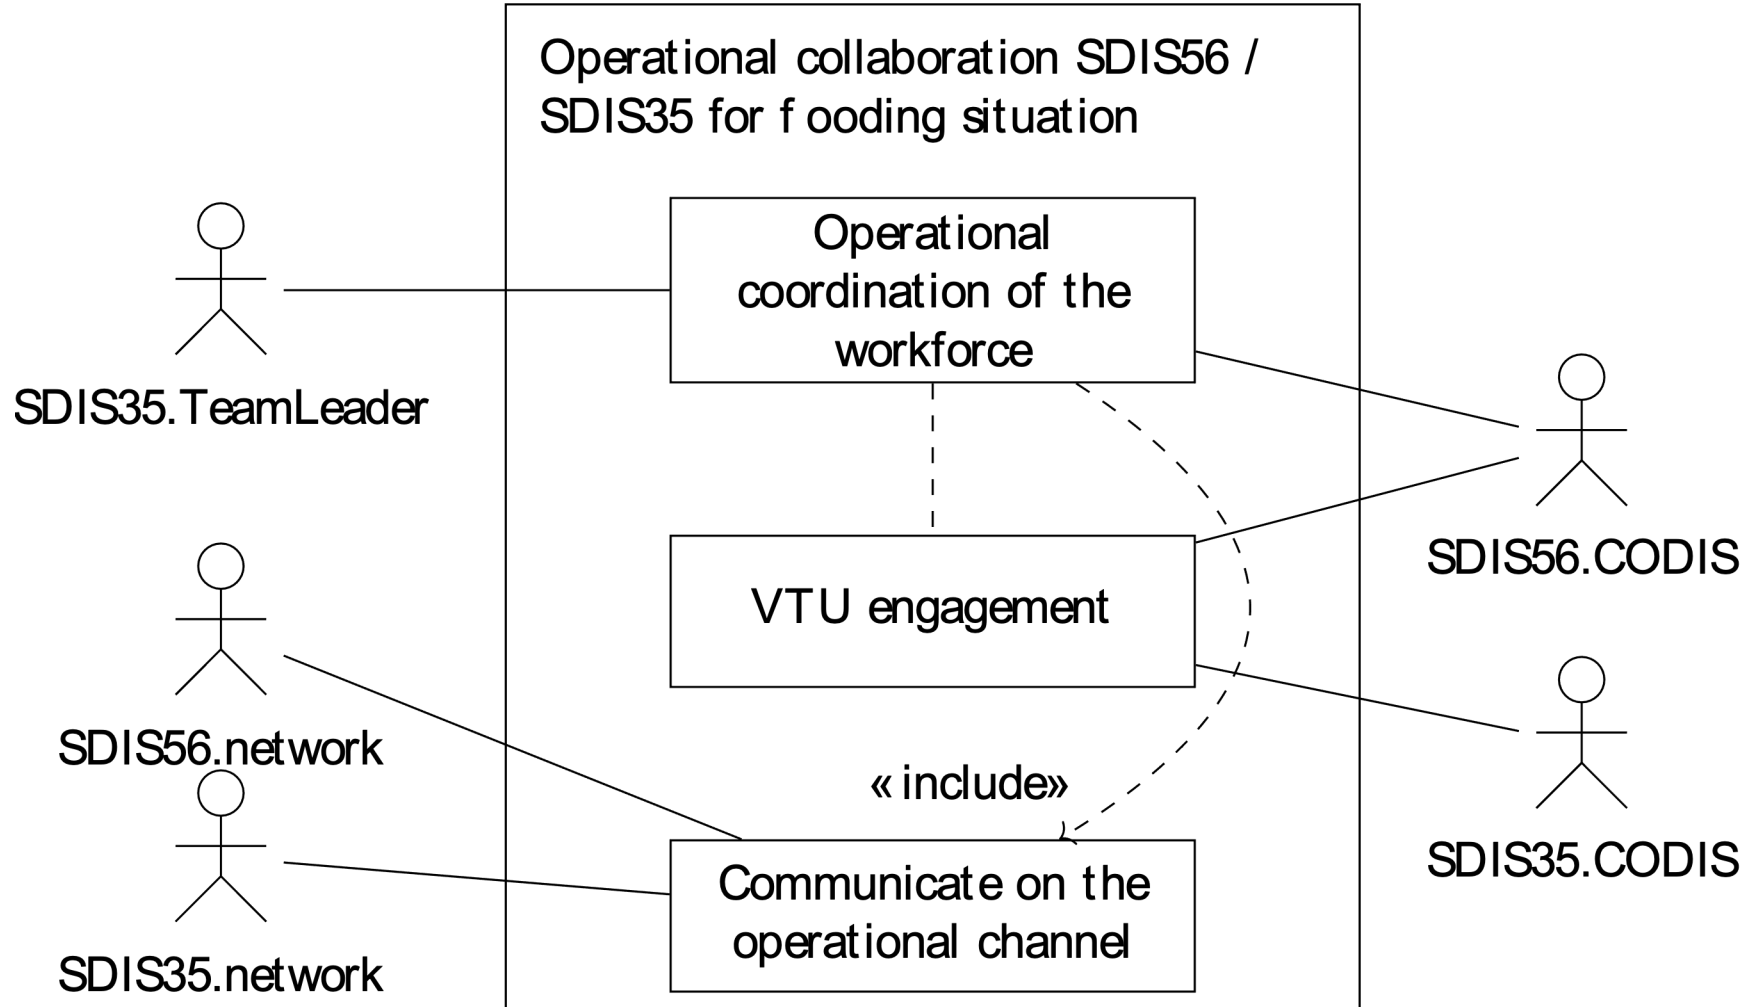 Operational collaboration SDIS56 /
SDIS35 for f ooding situation
Operational
coordination of the
workforce
SDIS35.TeamLeader
SDIS56.CODIS
VTU engagement
SDIS56.network
«include»
SDIS35.CODIS
Communicate on the
operational channel
SDIS35.network